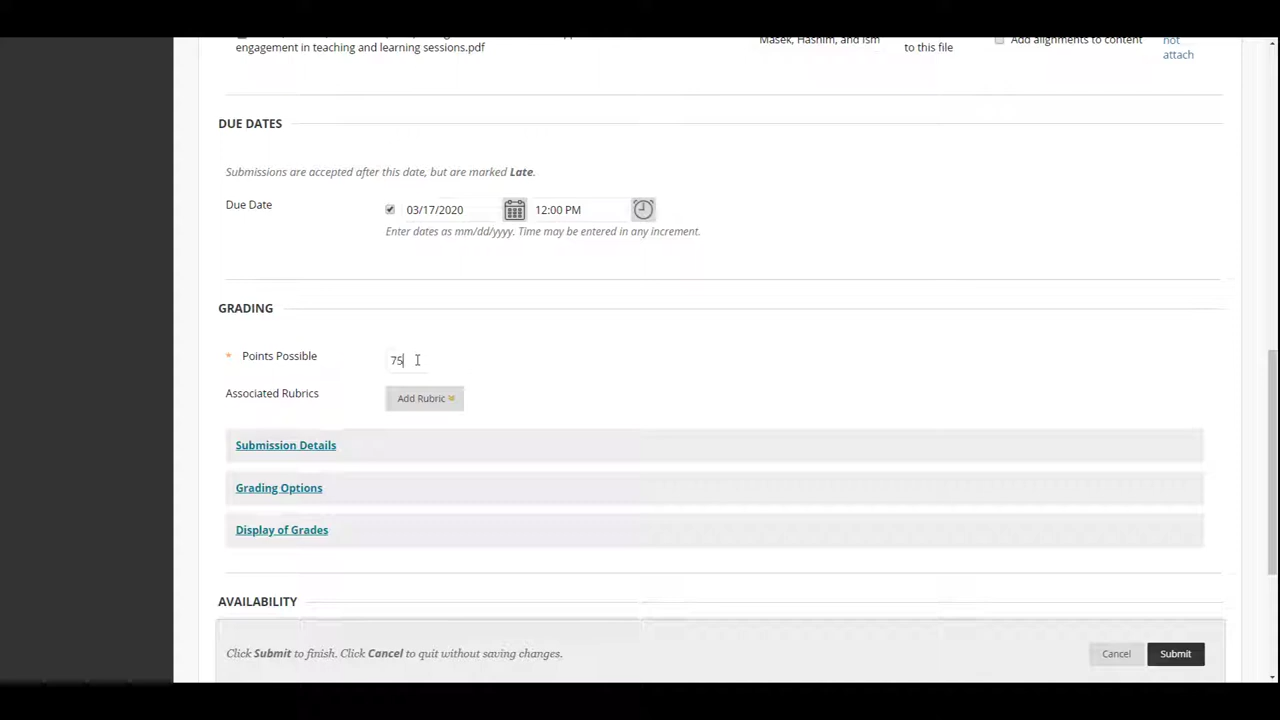 Masek, Hashim, and Ism
Add alignments to content
not
attach
engagement in teaching and learning sessions.pdf
to this file
DUE DATES
Submissions are accepted after this date, but are marked Late.
Due Date
03/17/2020
12:00 PM
Enter dates as mm/dd/yyyy. Time may be entered in any increment.
GRADING
* Points Possible
75
Associated Rubrics
Add Rubric
Submission Details
Grading Options
Display of Grades
AVAILABILITY
Click Submit to finish. Click Cancel to quit without saving changes.
Cancel
Submit